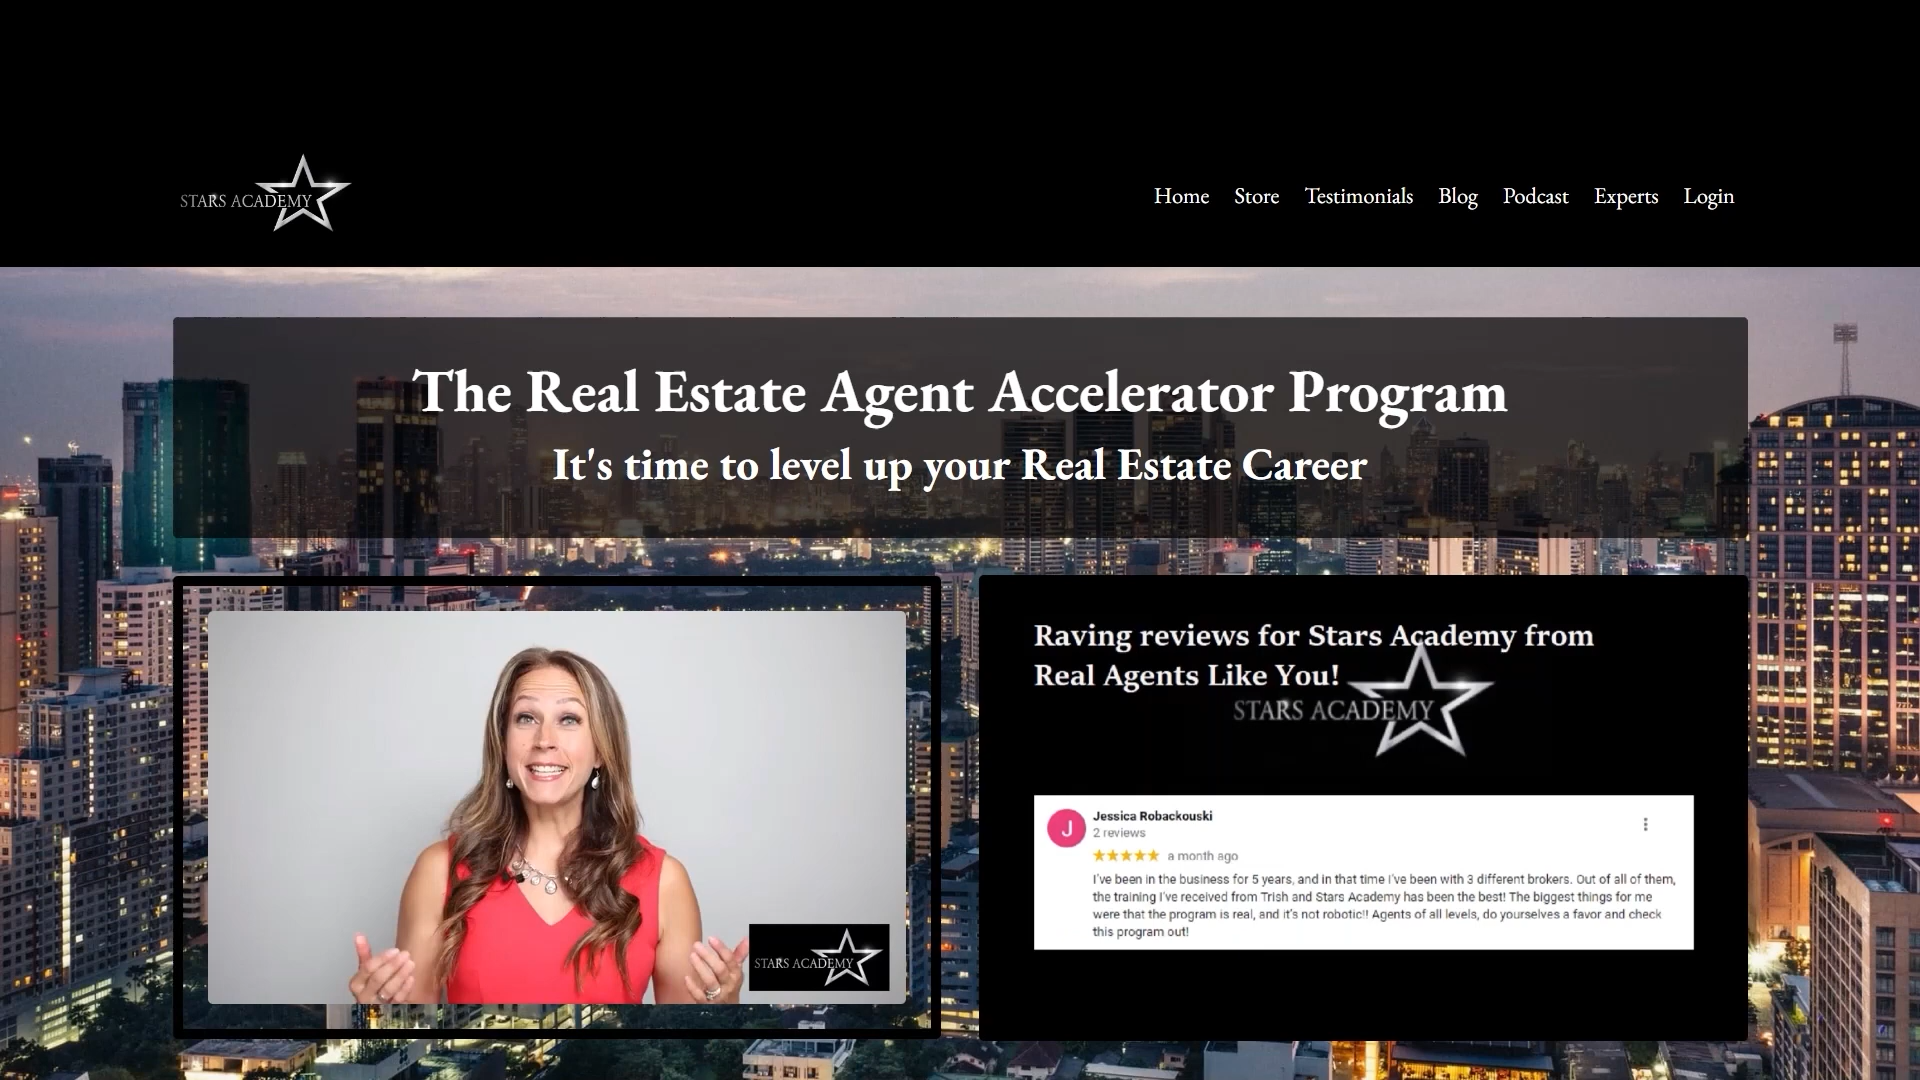 STARS ACADEMY
Home Store Testimonials Blog Podcast Experts Login
The Real Estate Agent Accelerator Program
It's time to level up your Real Estate Career
STARS ACADEMY
Raving reviews for Stars Academy from
Real Agents Like You!
STARS ACADEMY
J
Jessica Robackouski
2 reviews
a month ago
I've been in the business for 5 years, and in that time I've been with 3 different brokers. Out of all of them,
the training I've received from Trish and Stars Academy has been the best! The biggest things for me
were that the program is real, and it's not robotic!! Agents of all levels, do yourselves a favor and check
this program out!